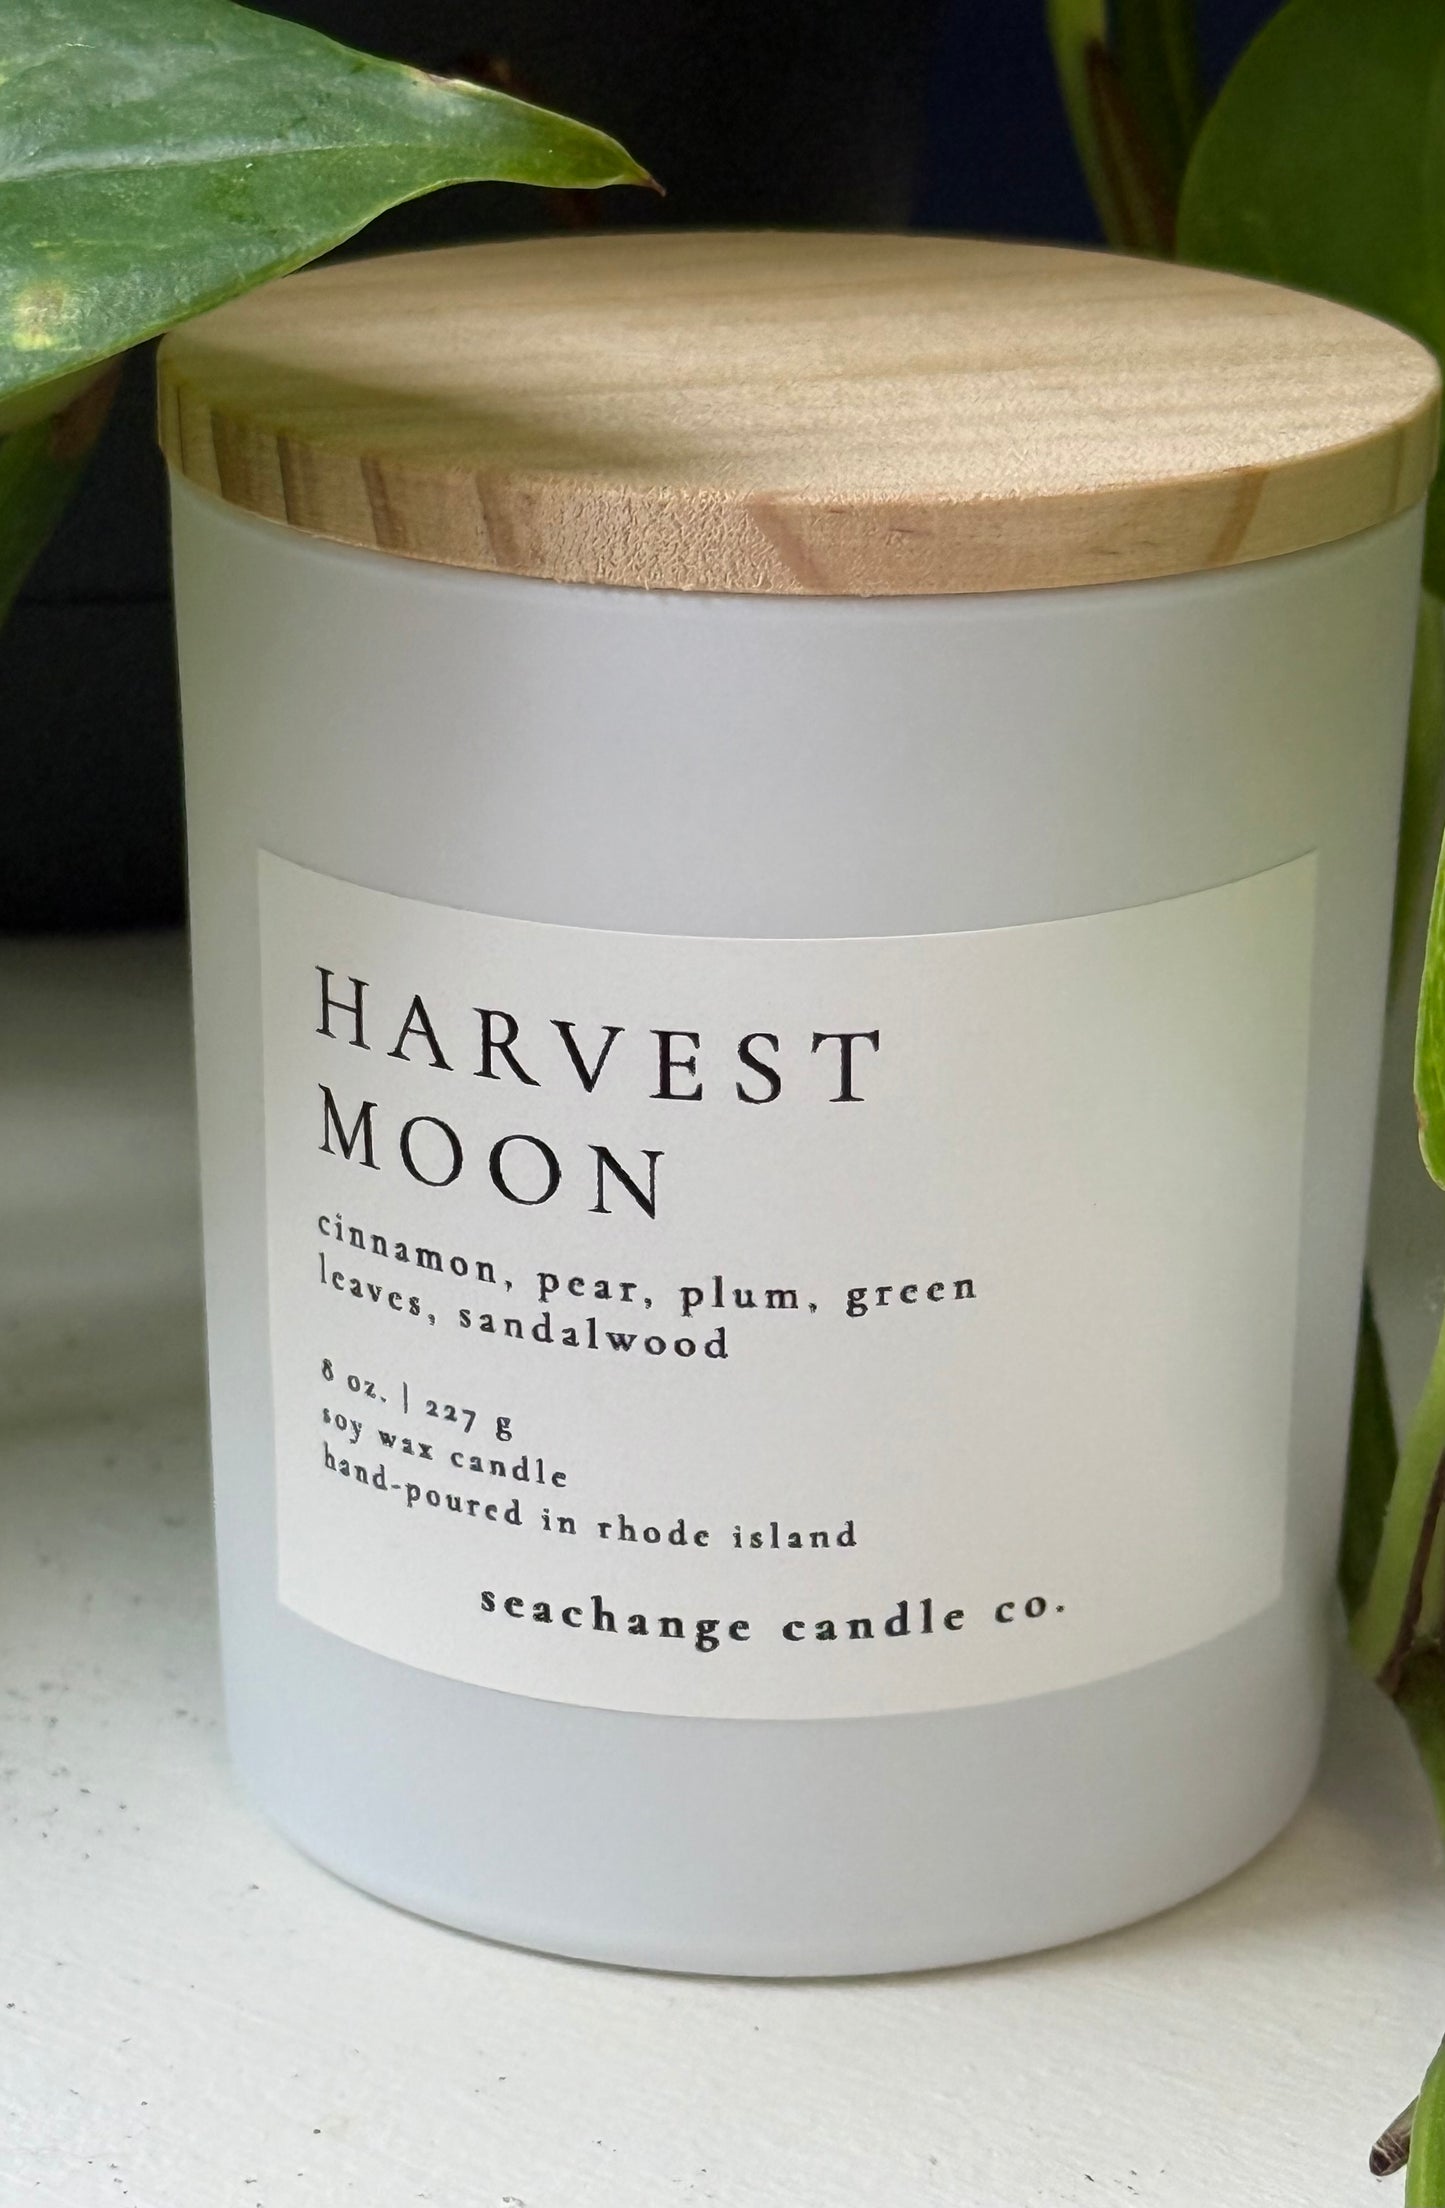 HARVEST
MOON
cinnamon, pear, plum, green
leaves, sandalwood
8 oz. | 227 g
soy wax candle
hand-poured in rhode island
seachange candle co.